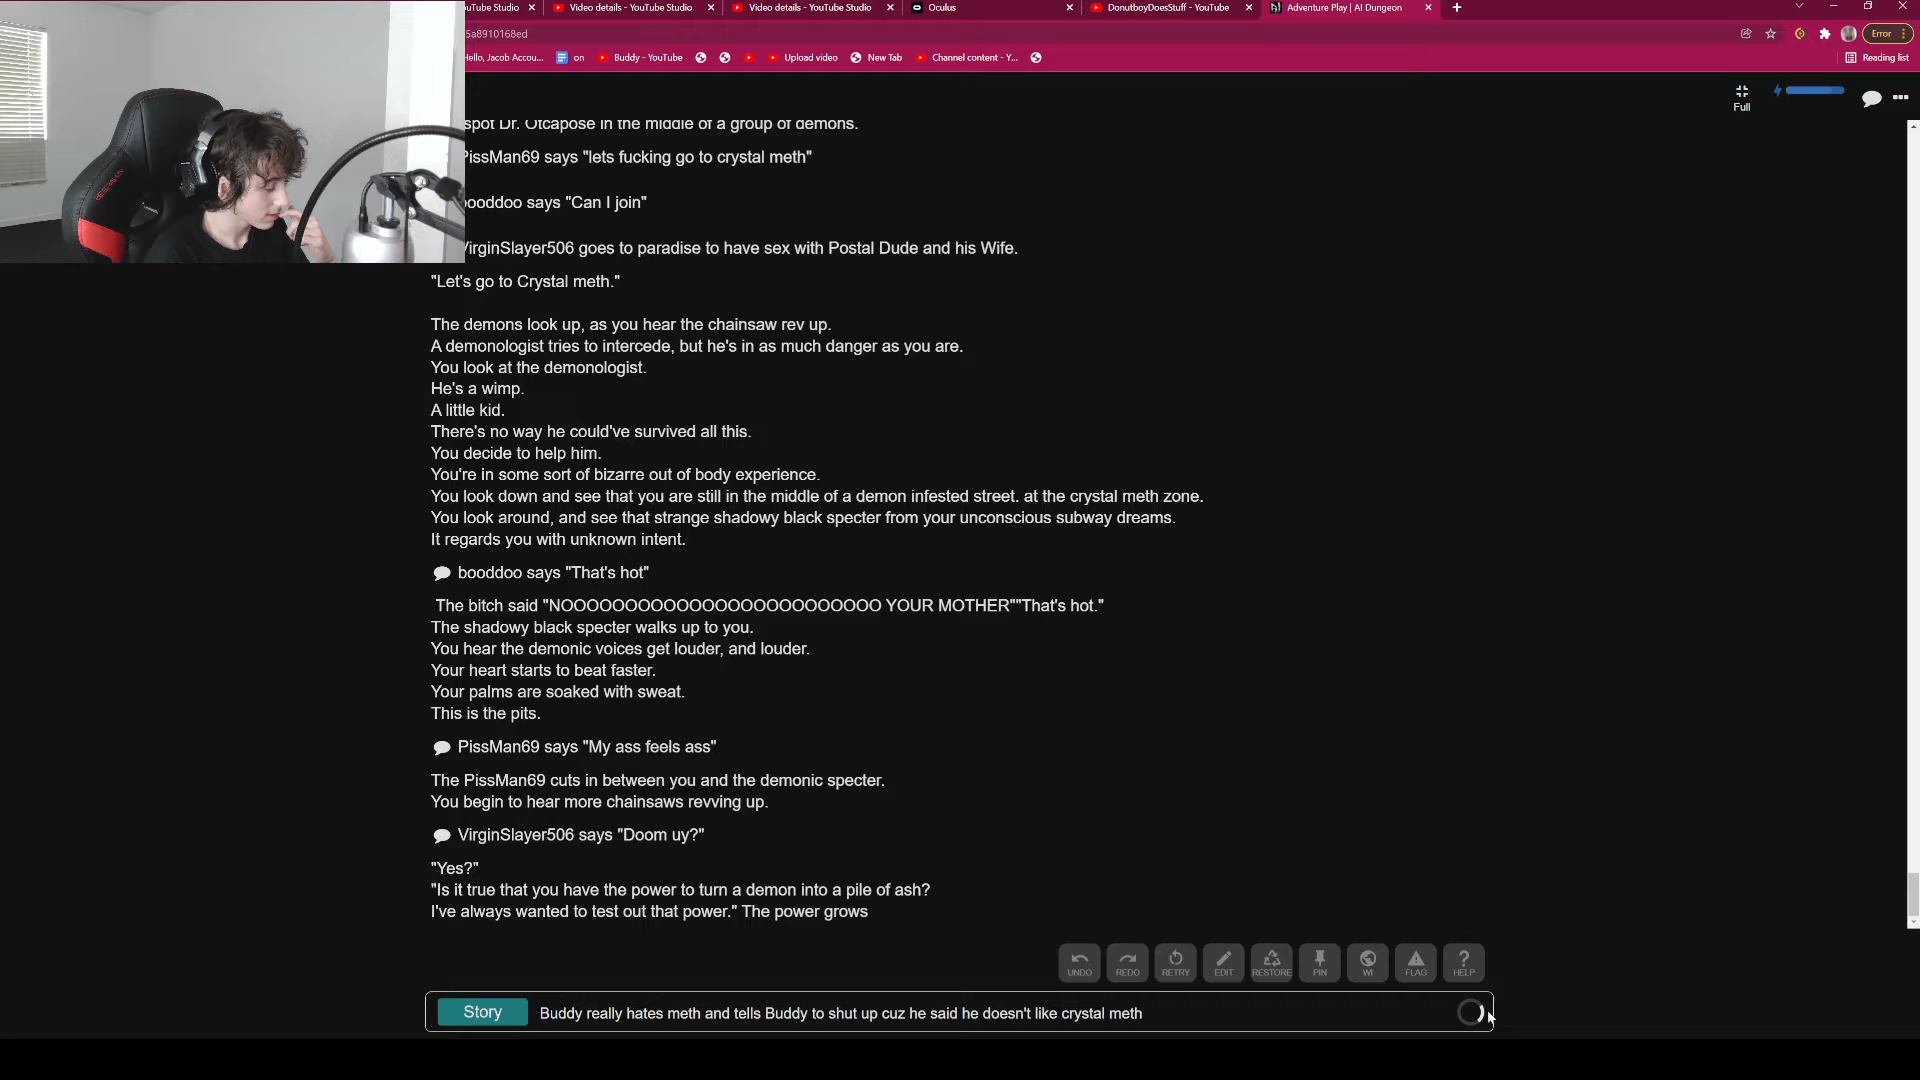 uTube Studio
Video details - YouTube Studio
Video details - YouTube Studio
Oculus
DonutboyDoesStuff - YouTube
Adventure Play | AI Dungeon
5a8910168ed
Error
Hello, Jacob Accou...
on
Buddy - YouTube
Upload video
New Tab
Channel content - Y...
Reading list
Full
spot Dr. Otcapose in the middle of a group of demons.
PissMan69 says "lets fucking go to crystal meth"
booddoo says "Can I join"
VirginSlayer506 goes to paradise to have sex with Postal Dude and his Wife.
"Let's go to Crystal meth."
The demons look up, as you hear the chainsaw rev up.
A demonologist tries to intercede, but he's in as much danger as you are.
You look at the demonologist.
He's a wimp.
A little kid.
There's no way he could've survived all this.
You decide to help him.
You're in some sort of bizarre out of body experience.
You look down and see that you are still in the middle of a demon infested street. at the crystal meth zone.
You look around, and see that strange shadowy black specter from your unconscious subway dreams.
It regards you with unknown intent.
booddoo says "That's hot"
The bitch said "NOOOOOOOOOOOOOOOOOOOOOOOOO YOUR MOTHER""That's hot."
The shadowy black specter walks up to you.
You hear the demonic voices get louder, and louder.
Your heart starts to beat faster.
Your palms are soaked with sweat.
This is the pits.
PissMan69 says "My ass feels ass"
The PissMan69 cuts in between you and the demonic specter.
You begin to hear more chainsaws revving up.
VirginSlayer506 says "Doom uy?"
"Yes?"
"Is it true that you have the power to turn a demon into a pile of ash?
I've always wanted to test out that power." The power grows
UNDO
REDO
RETRY
EDIT
RESTORE
PIN
WI
FLAG
HELP
Story
Buddy really hates meth and tells Buddy to shut up cuz he said he doesn't like crystal meth